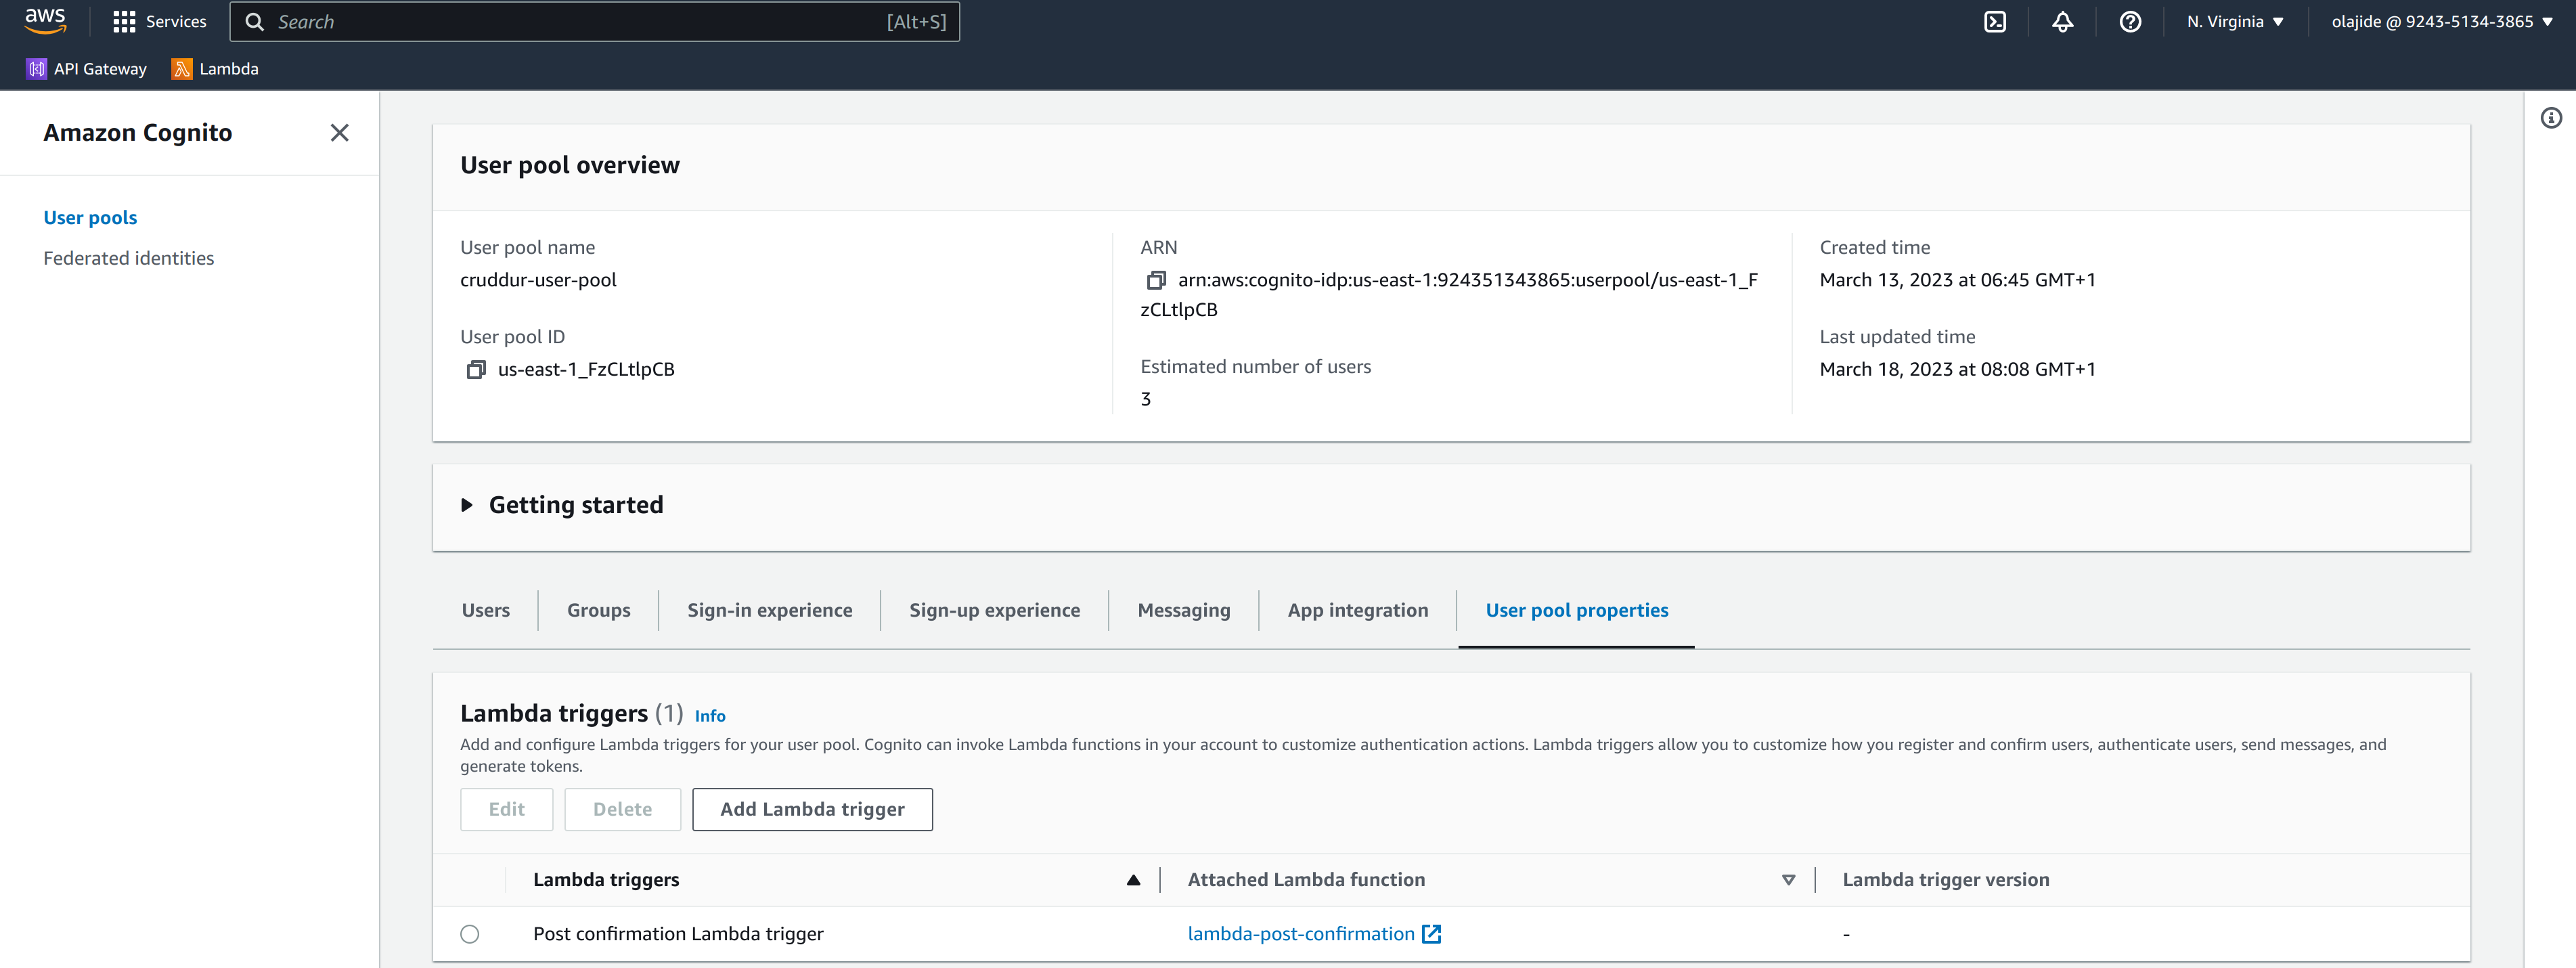 aws
Services
Search
[Alt+S]
N. Virginia
olajide @ 9243-5134-3865
API Gateway
Lambda
Amazon Cognito
User pools
Federated identities
User pool overview
User pool name
cruddur-user-pool
User pool ID
us-east-1_FzCLtlpCB
ARN
arn:aws:cognito-idp:us-east-1:924351343865:userpool/us-east-1_F
zCLtlpCB
Estimated number of users
3
Created time
March 13, 2023 at 06:45 GMT+1
Last updated time
March 18, 2023 at 08:08 GMT+1
Getting started
Users
Groups
Sign-in experience
Sign-up experience
Messaging
App integration
User pool properties
Lambda triggers (1) Info
Add and configure Lambda triggers for your user pool. Cognito can invoke Lambda functions in your account to customize authentication actions. Lambda triggers allow you to customize how you register and confirm users, authenticate users, send messages, and
generate tokens.
Edit
Delete
Add Lambda trigger
Lambda triggers
Attached Lambda function
Lambda trigger version
Post confirmation Lambda trigger
lambda-post-confirmation
-